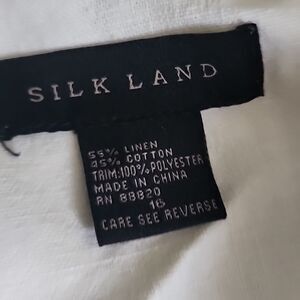 SILK LAND
55% LINEN
45% COTTON
TRIM:100% POLYESTER
MADE IN CHINA
RN 88820
16
CARE SEE REVERSE